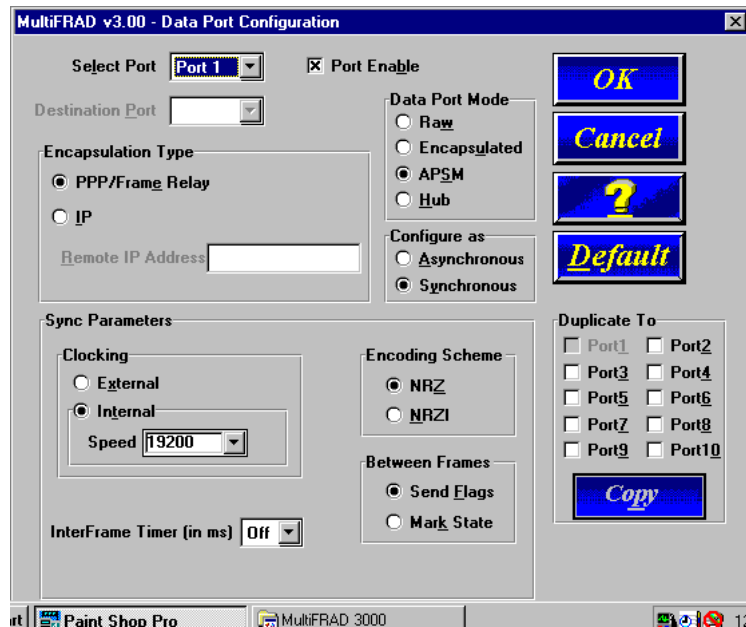 MultiFRAD v3.00 - Data Port Configuration
Select Port Port 1
Port Enable
Destination Port
Data Port Mode
Raw
Encapsulated
APSM
Hub
Encapsulation Type
PPP/Frame Relay
IP
Remote IP Address
Configure as
Asynchronous
Synchronous
OK
Cancel
?
Default
Sync Parameters
Clocking
External
Internal
Speed 19200
Encoding Scheme
NRZ
NRZI
Between Frames
Send Flags
Mark State
InterFrame Timer (in ms) Off
Duplicate To
Port1 Port2
Port3 Port4
Port5 Port6
Port7 Port8
Port9 Port10
Copy
Paint Shop Pro
MultiFRAD 3000